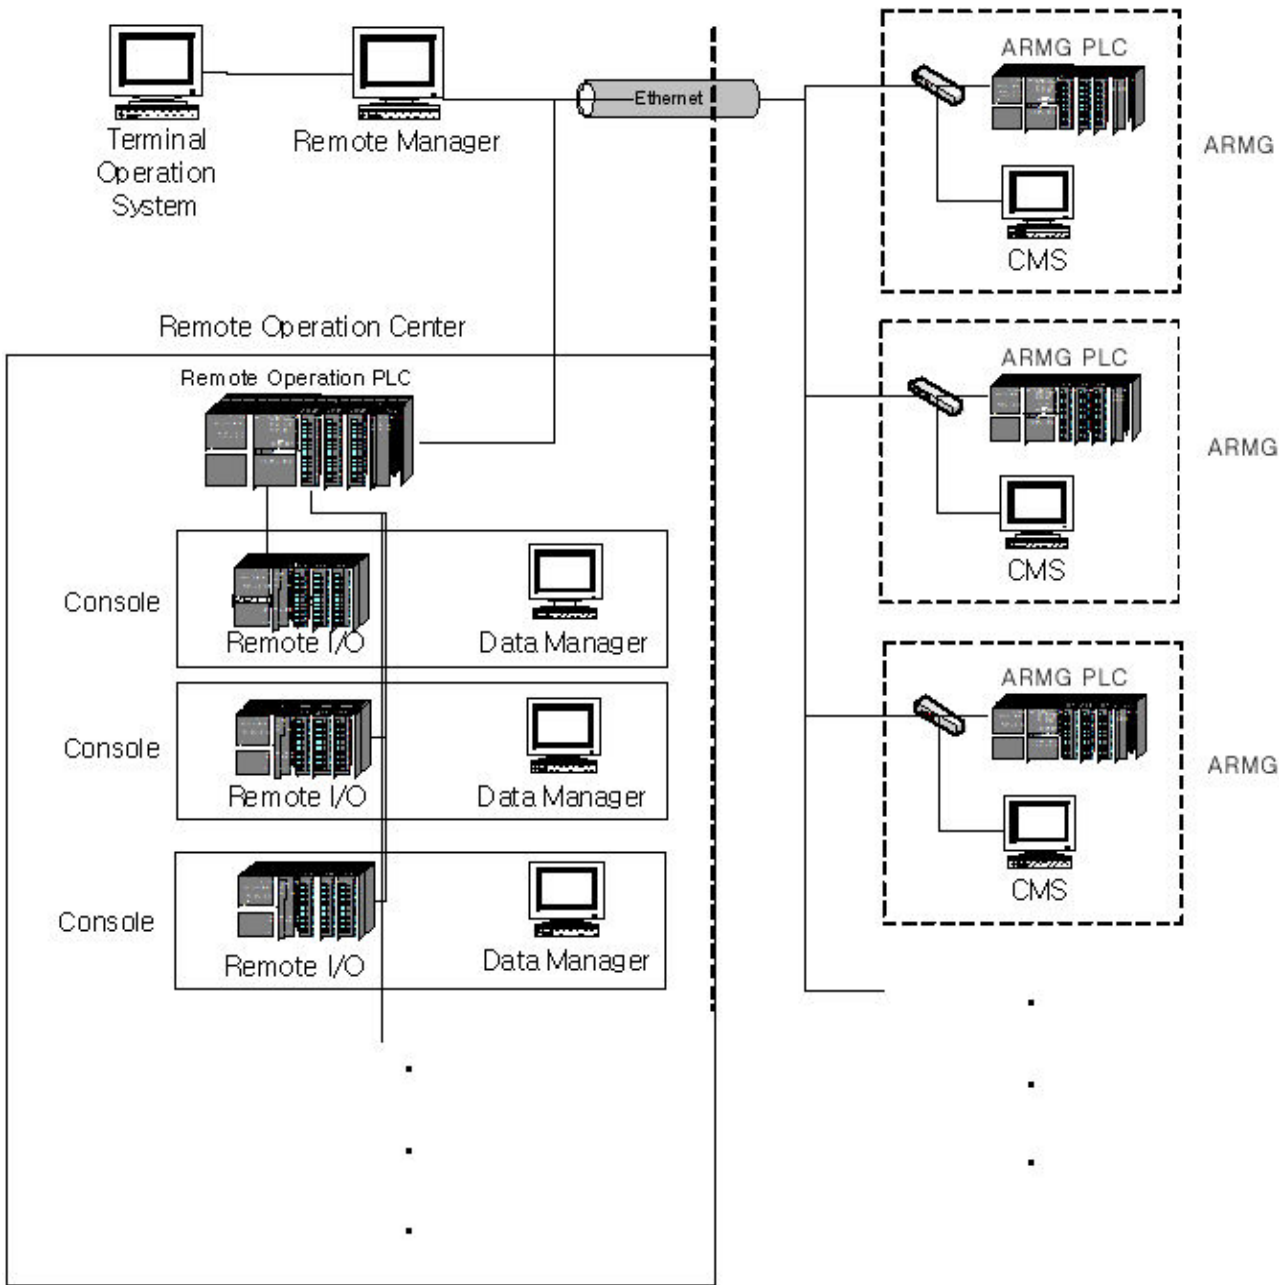 Terminal
Operation
System
Remote Manager
Ethernet
ARMG PLC
CMS
ARMG
Remote Operation Center
Remote Operation PLC
ARMG PLC
CMS
ARMG
Console
Remote I/O
Data Manager
Console
Remote I/O
Data Manager
ARMG PLC
CMS
ARMG
Console
Remote I/O
Data Manager